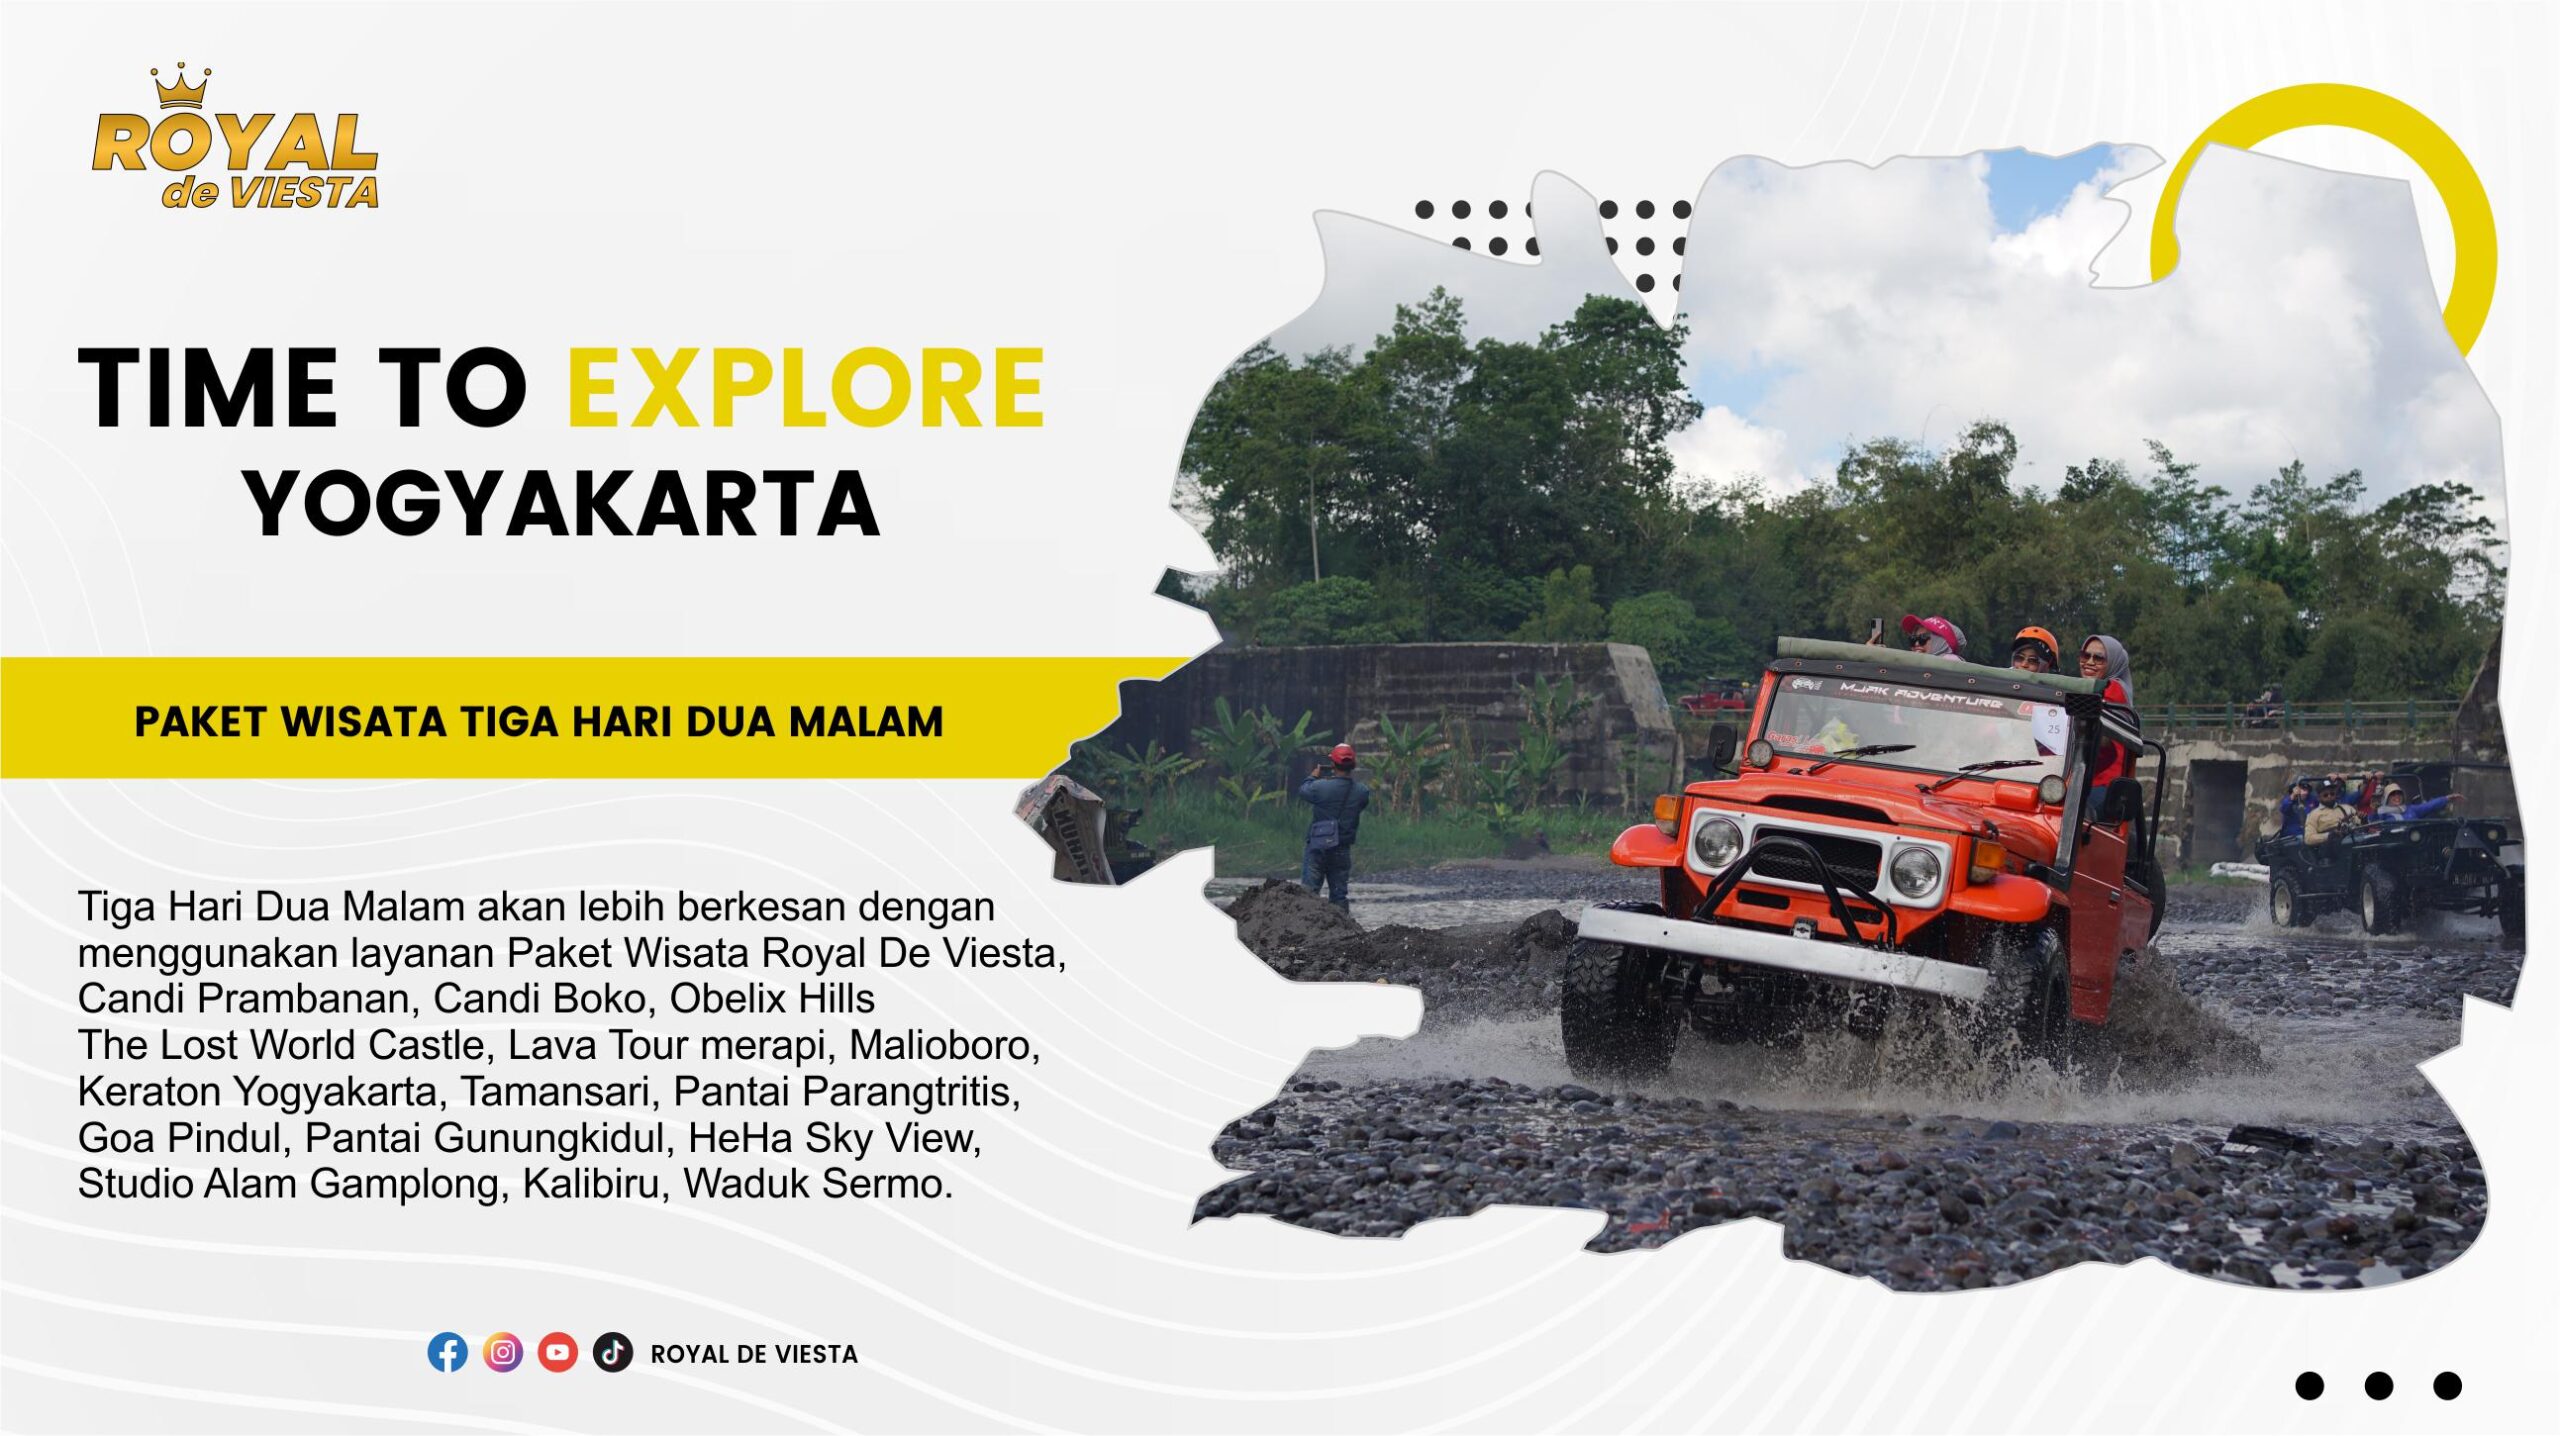 ROYAL
de VIESTA
TIME TO EXPLORE
YOGYAKARTA
PAKET WISATA TIGA HARI DUA MALAM
Tiga Hari Dua Malam akan lebih berkesan dengan
menggunakan layanan Paket Wisata Royal De Viesta,
Candi Prambanan, Candi Boko, Obelix Hills
The Lost World Castle, Lava Tour merapi, Malioboro,
Keraton Yogyakarta, Tamansari, Pantai Parangtritis,
Goa Pindul, Pantai Gunungkidul, HeHa Sky View,
Studio Alam Gamplong, Kalibiru, Waduk Sermo.
ROYAL DE VIESTA
MJAK ADVENTURE
25